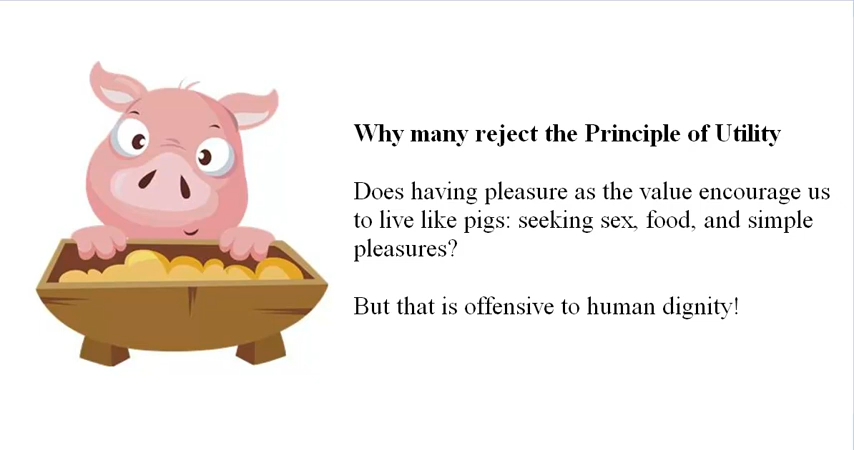 Why many reject the Principle of Utility
Does having pleasure as the value encourage us
to live like pigs: seeking sex, food, and simple
pleasures?
But that is offensive to human dignity!